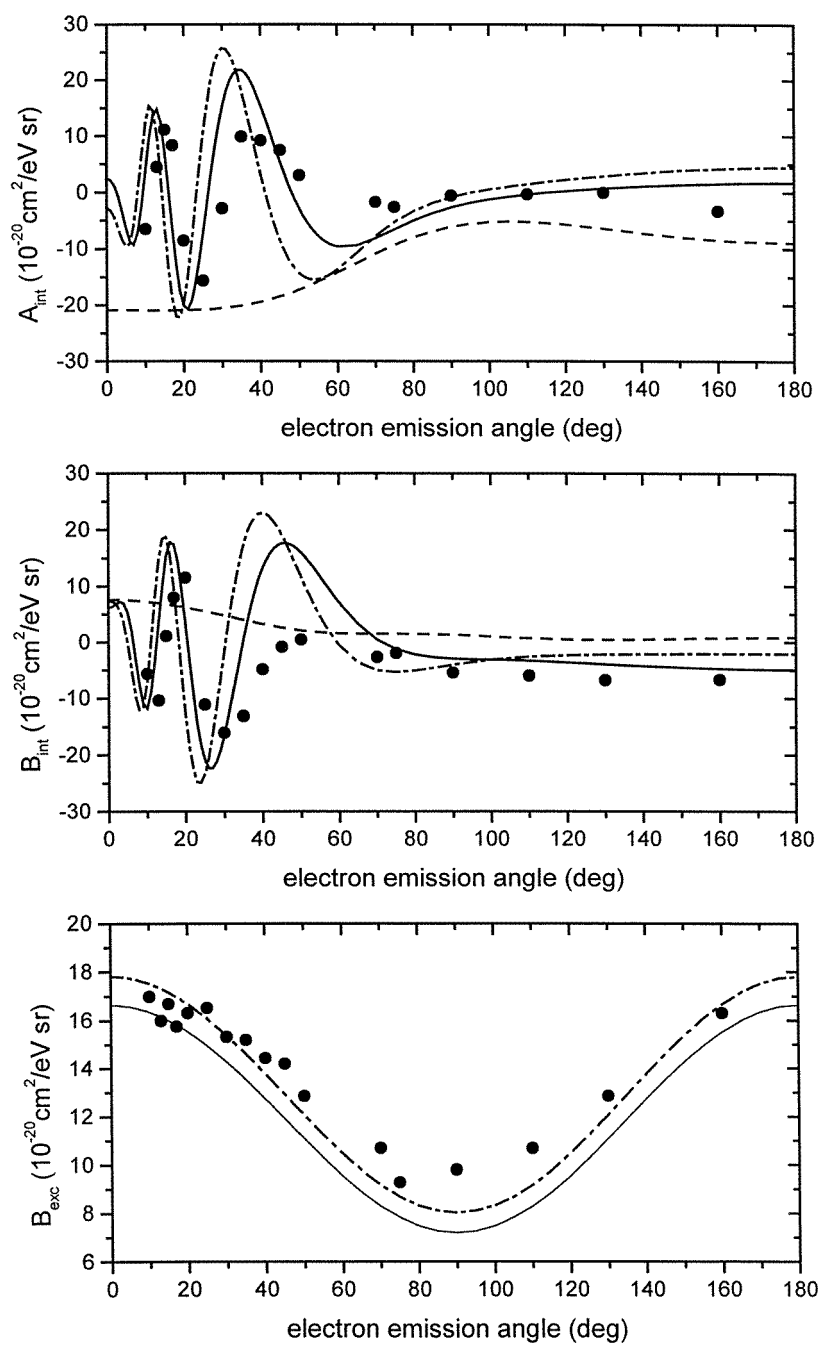 30
20
10
0
-10
-20
-30
A_int (10^-20 cm^2/eV sr)
0 20 40 60 80 100 120 140 160 180
electron emission angle (deg)
30
20
10
0
-10
-20
-30
B_int (10^-20 cm^2/eV sr)
0 20 40 60 80 100 120 140 160 180
electron emission angle (deg)
20
18
16
14
12
10
8
6
B_exc (10^-20 cm^2/eV sr)
0 20 40 60 80 100 120 140 160 180
electron emission angle (deg)